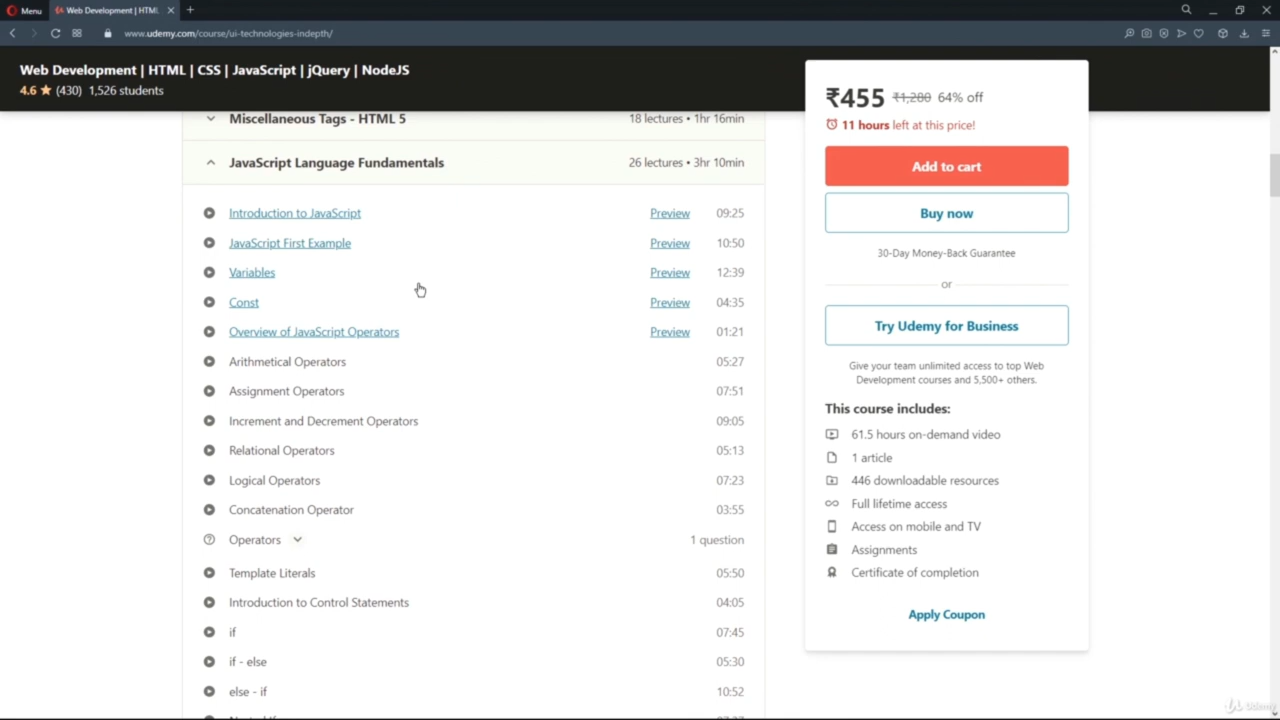 Menu
Web Development | HTML
www.udemy.com/course/ui-technologies-indepth/
Web Development | HTML | CSS | JavaScript | jQuery | NodeJS
4.6 ★ (430) 1,526 students
Miscellaneous Tags - HTML 5 18 lectures • 1hr 16min
JavaScript Language Fundamentals 26 lectures • 3hr 10min
Introduction to JavaScript Preview 09:25
JavaScript First Example Preview 10:50
Variables Preview 12:39
Const Preview 04:35
Overview of JavaScript Operators Preview 01:21
Arithmetical Operators 05:27
Assignment Operators 07:51
Increment and Decrement Operators 09:05
Relational Operators 05:13
Logical Operators 07:23
Concatenation Operator 03:55
Operators 1 question
Template Literals 05:50
Introduction to Control Statements 04:05
if 07:45
if - else 05:30
else - if 10:52
₹455 ₹1,280 64% off
11 hours left at this price!
Add to cart
Buy now
30-Day Money-Back Guarantee
or
Try Udemy for Business
Give your team unlimited access to top Web
Development courses and 5,500+ others.
This course includes:
61.5 hours on-demand video
1 article
446 downloadable resources
Full lifetime access
Access on mobile and TV
Assignments
Certificate of completion
Apply Coupon
Udemy